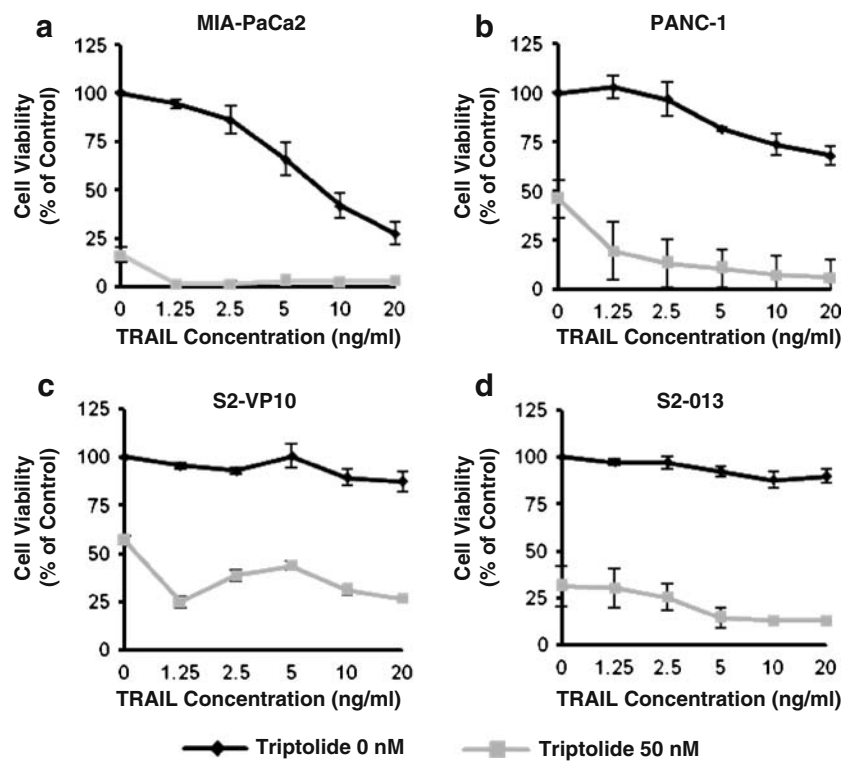 a
MIA-PaCa2
125
100
75
50
25
0
Cell Viability
(% of Control)
0 1.25 2.5 5 10 20
TRAIL Concentration (ng/ml)
b
PANC-1
125
100
75
50
25
0
Cell Viability
(% of Control)
0 1.25 2.5 5 10 20
TRAIL Concentration (ng/ml)
c
S2-VP10
125
100
75
50
25
0
Cell Viability
(% of Control)
0 1.25 2.5 5 10 20
TRAIL Concentration (ng/ml)
d
S2-013
125
100
75
50
25
0
Cell Viability
(% of Control)
0 1.25 2.5 5 10 20
TRAIL Concentration (ng/ml)
Triptolide 0 nM
Triptolide 50 nM